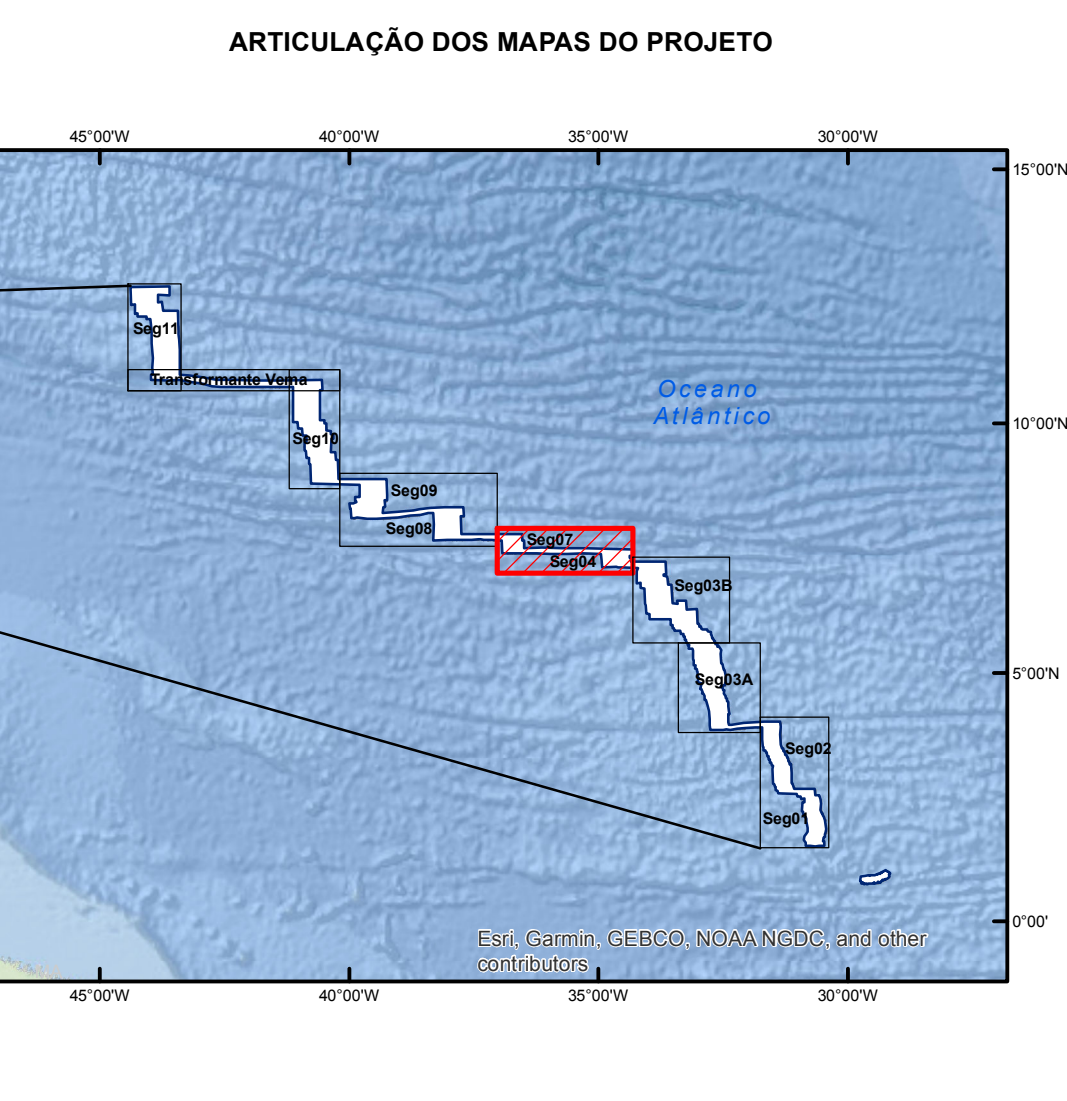 ARTICULAÇÃO DOS MAPAS DO PROJETO
45°00'W 40°00'W 35°00'W 30°00'W
15°00'N
Seg11
Transformante Vema
Oceano
Atlântico
10°00'N
Seg10
Seg09
Seg08
Seg07
Seg04
Seg03B
5°00'N
Seg03A
Seg02
Seg01
0°00'
Esri, Garmin, GEBCO, NOAA NGDC, and other
contributors
45°00'W 40°00'W 35°00'W 30°00'W